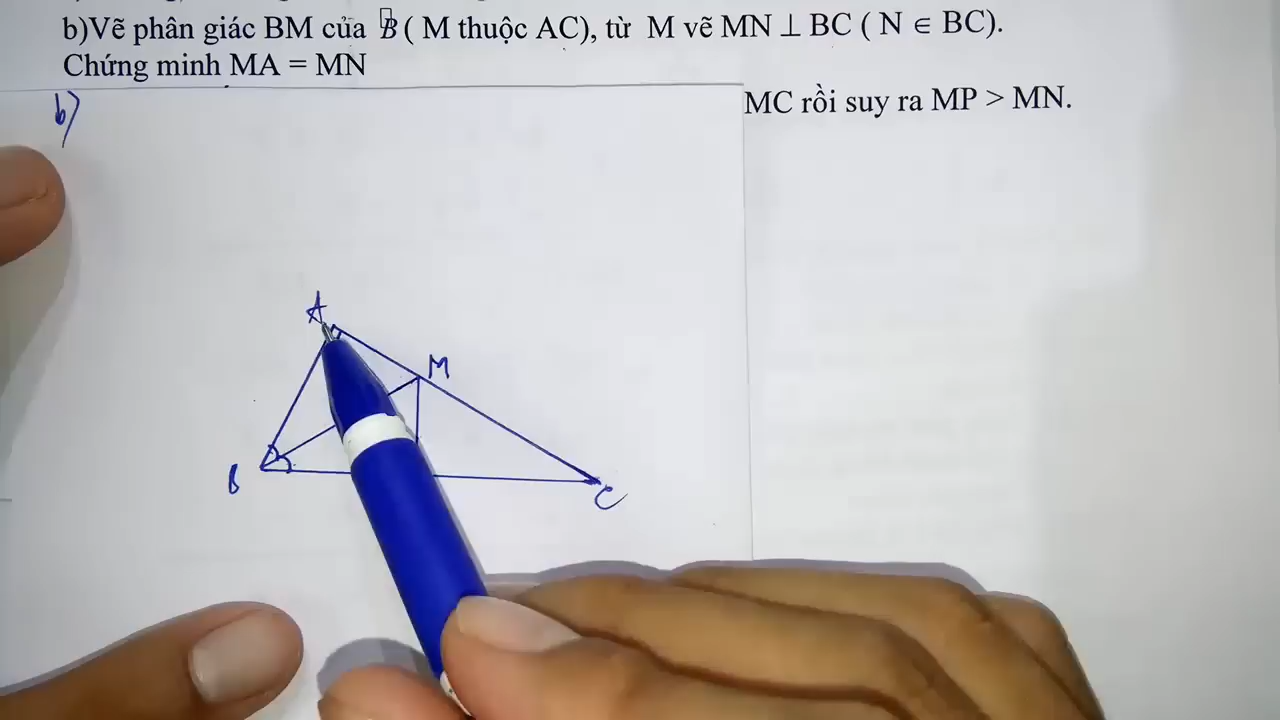 b)Vẽ phân giác BM của B ( M thuộc AC), từ M vẽ MN ⊥ BC ( N ∈ BC).
Chứng minh MA = MN
MC rồi suy ra MP > MN.
b)
A
M
B
C